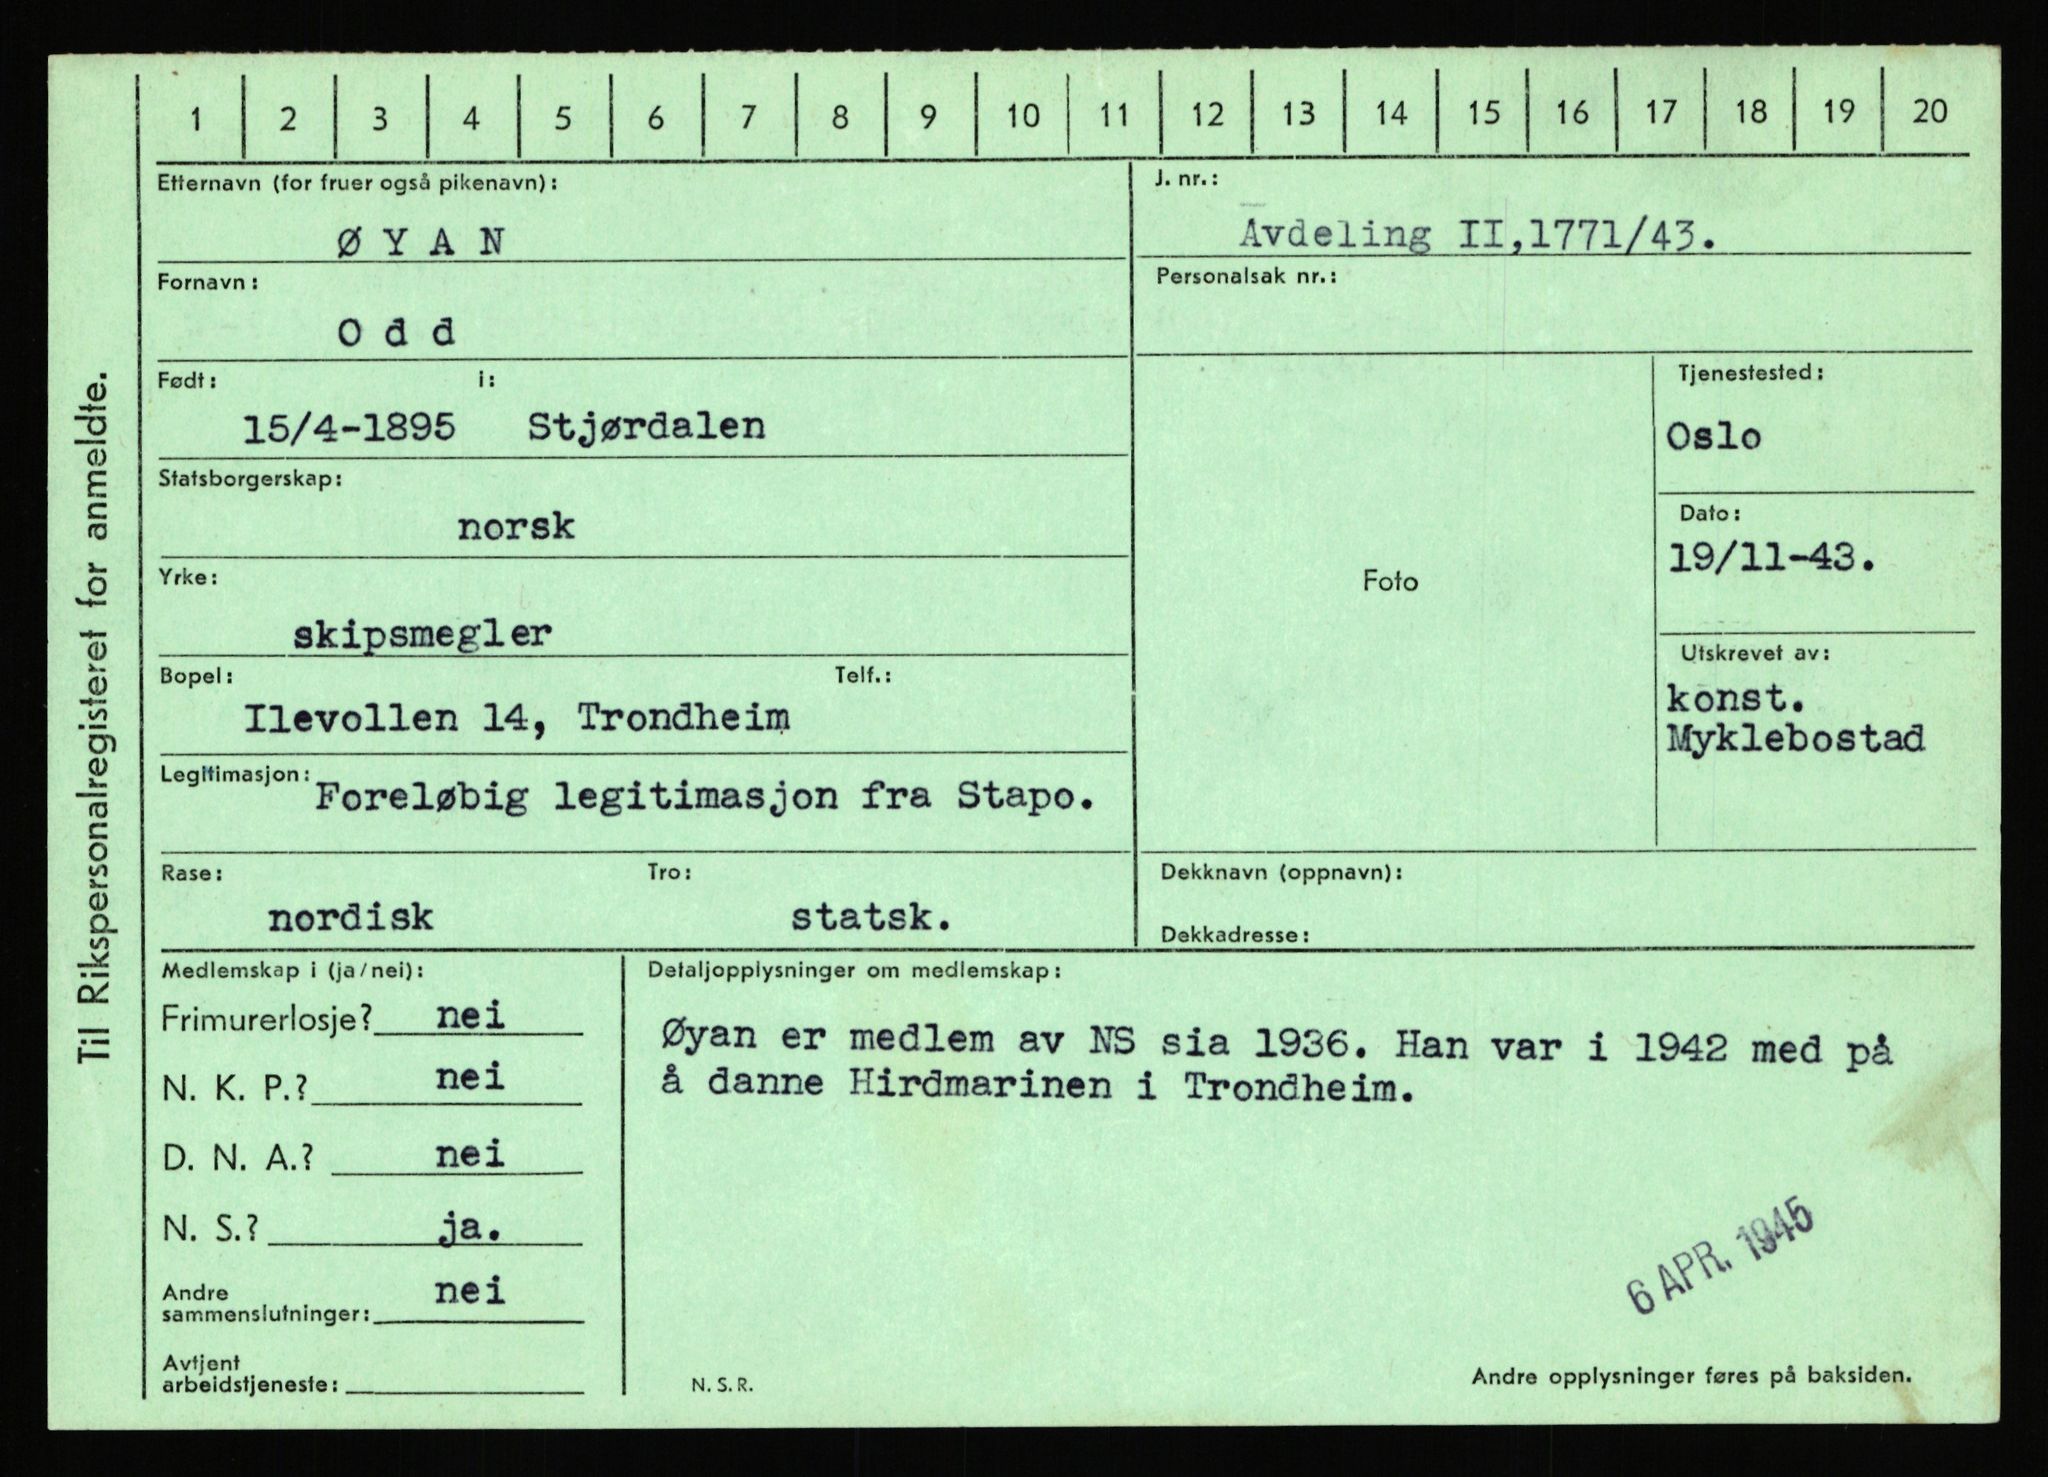 Til Rikspersonalregisteret for anmeldte.
1 2 3 4 5 6 7 8 9 10 11 12 13 14 15 16 17 18 19 20
Etternavn (for fruer også pikenavn):
ØYAN
Fornavn:
Odd
Født: i:
15/4-1895 Stjørdalen
Statsborgerskap:
norsk
Yrke:
skipsmegler
Bopel: Telf.:
Ilevollen 14, Trondheim
Legitimasjon: Foreløbig legitimasjon fra Stapo.
Rase: Tro:
nordisk statsk.
J. nr.:
Avdeling II,1771/43.
Personalsak nr.:
Foto
Tjenestested:
Oslo
Dato:
19/11-43.
Utskrevet av:
konst.
Myklebostad
Dekknavn (oppnavn):
Dekkadresse:
Medlemskap i (ja/nei):
Frimurerlosje? nei
N. K. P.? nei
D. N. A.? nei
N. S.? ja.
Andre
sammenslutninger: nei
Avtjent
arbeidstjeneste:
Detaljopplysninger om medlemskap:
Øyan er medlem av NS sia 1936. Han var i 1942 med på
å danne Hirdmarinen i Trondheim.
6 APR. 1945
N. S. R.
Andre opplysninger føres på baksiden.